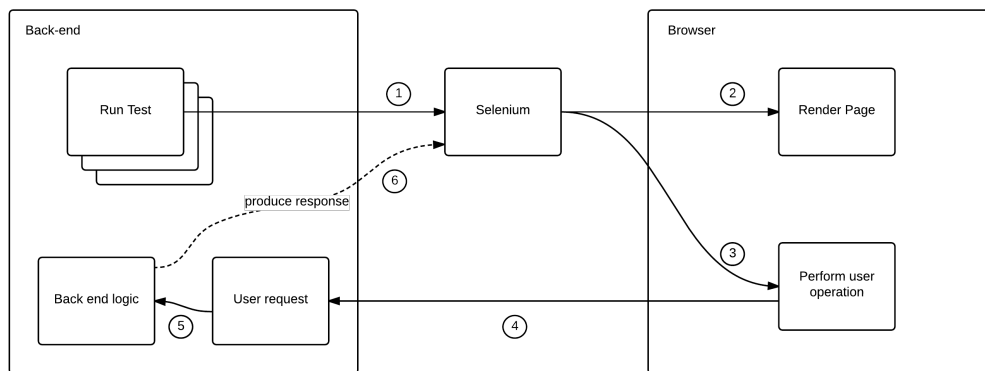 Back-end
Browser
Run Test
1
Selenium
2
Render Page
6
produce response
3
Perform user
operation
Back end logic
User request
5
4